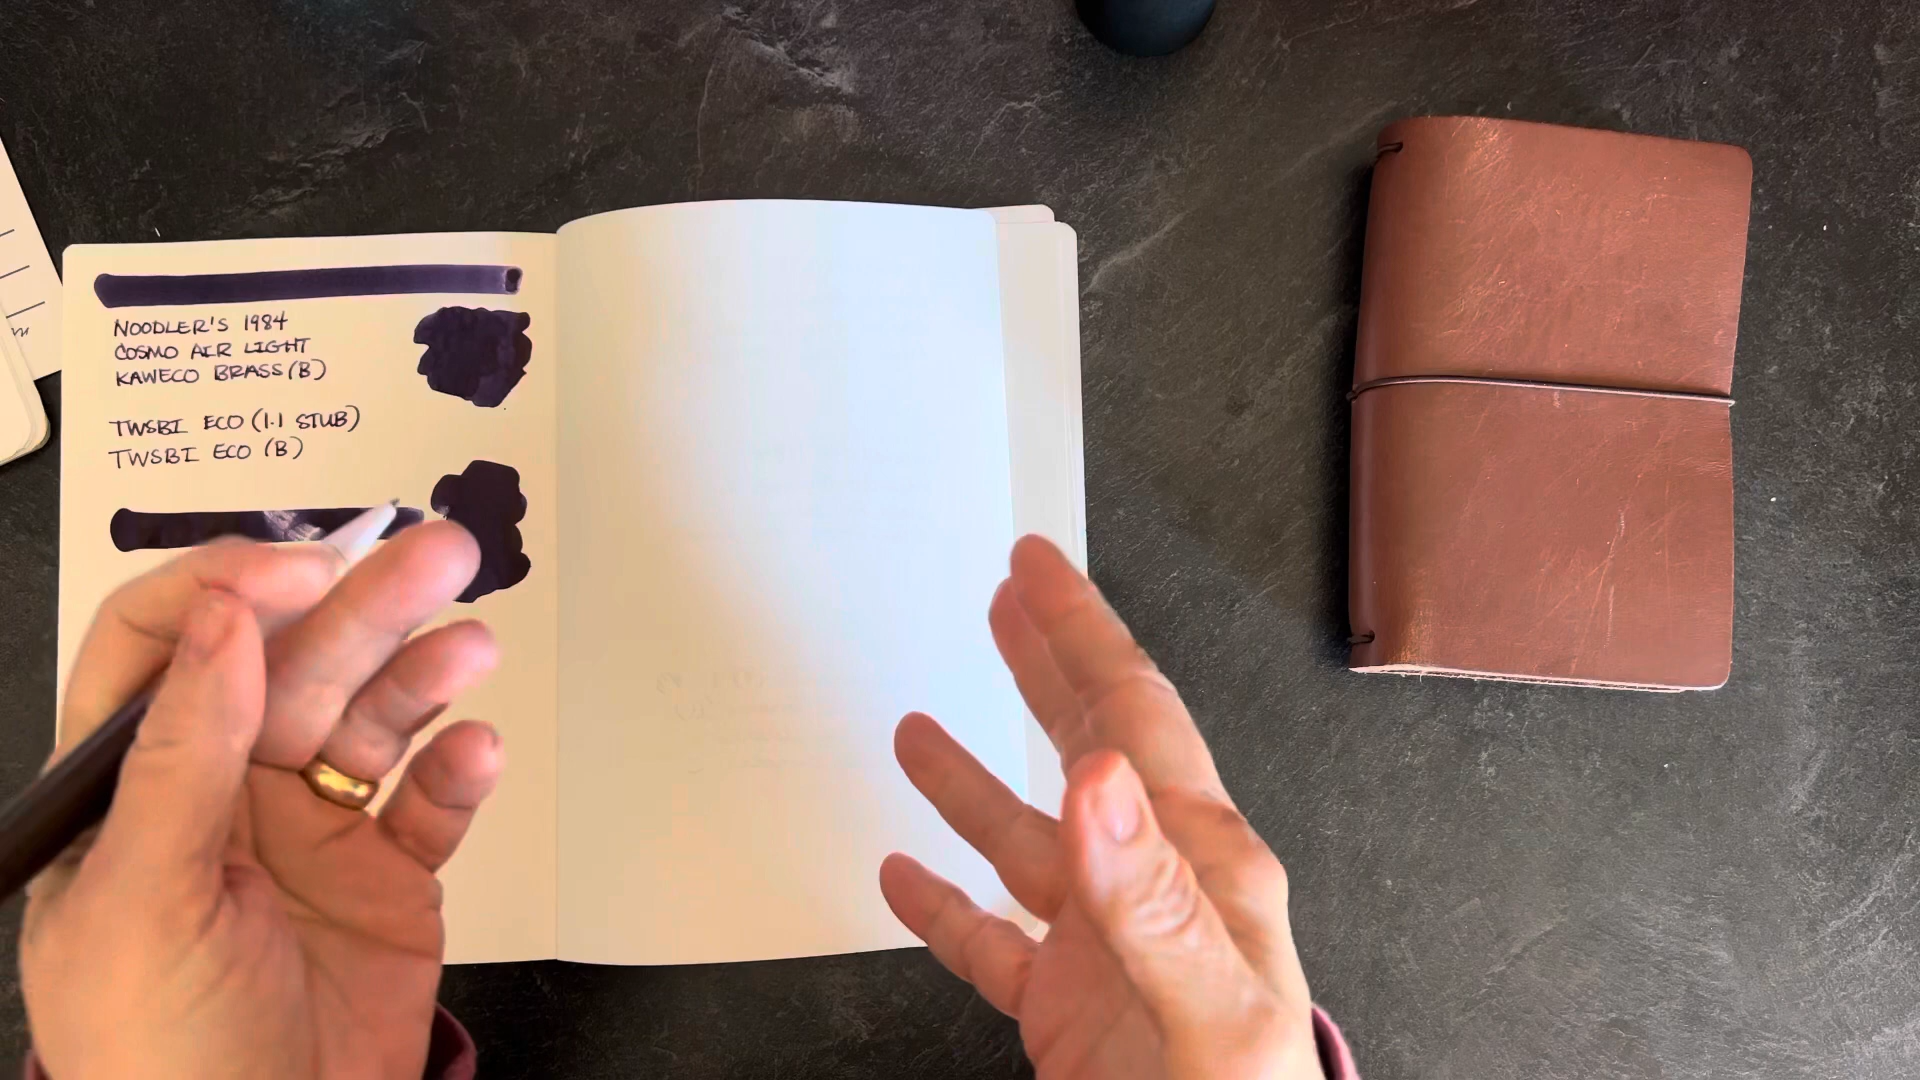 NOODLER'S 1984
COSMO AIR LIGHT
KAWECO BRASS (B)
TWSBI ECO (1.1 STUB)
TWSBI ECO (B)